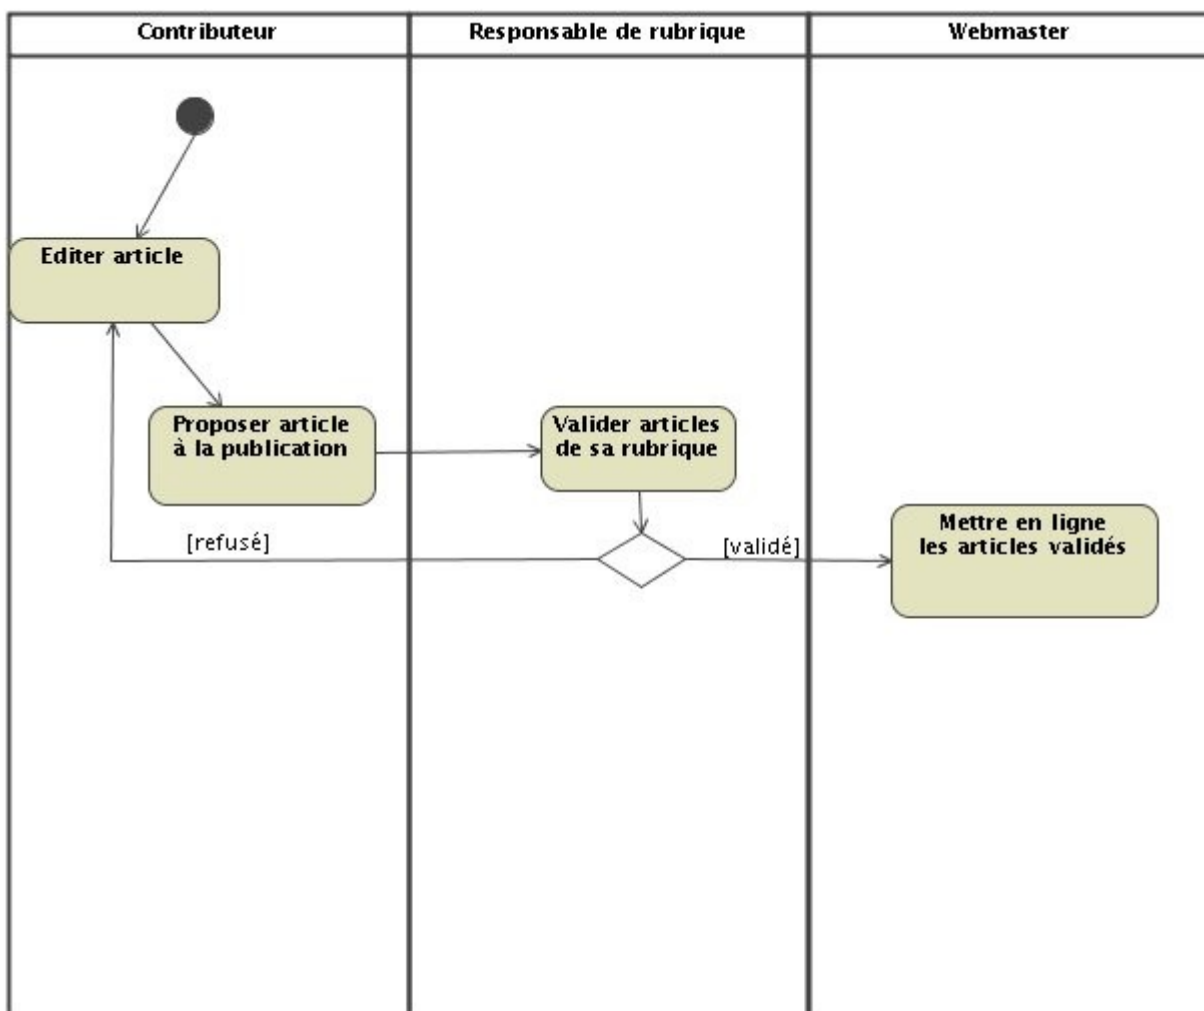 Contributeur
Responsable de rubrique
Webmaster
Editer article
Proposer article
à la publication
Valider articles
de sa rubrique
[refusé]
[validé]
Mettre en ligne
les articles validés